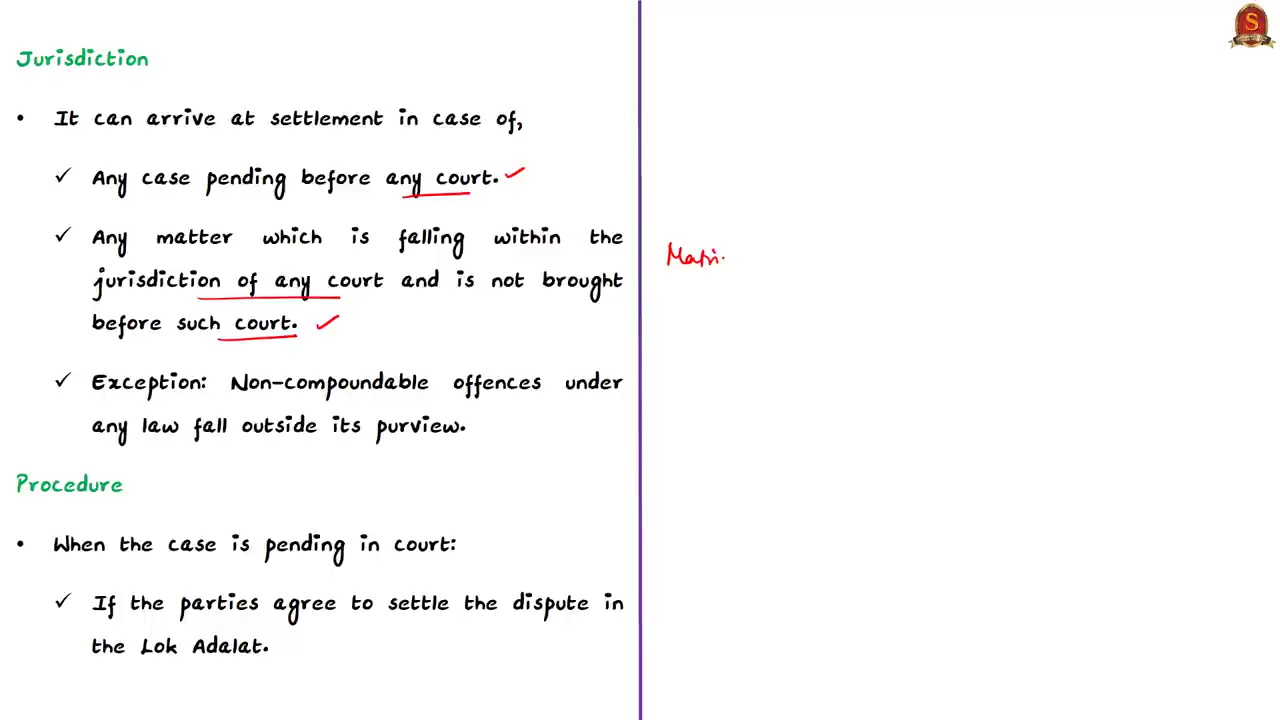 Jurisdiction
• It can arrive at settlement in case of,
✓ Any case pending before any court. ✓
✓ Any matter which is falling within the
jurisdiction of any court and is not brought
before such court. ✓
✓ Exception: Non-compoundable offences under
any law fall outside its purview.
Procedure
• When the case is pending in court:
✓ If the parties agree to settle the dispute in
the Lok Adalat.
Matri
S